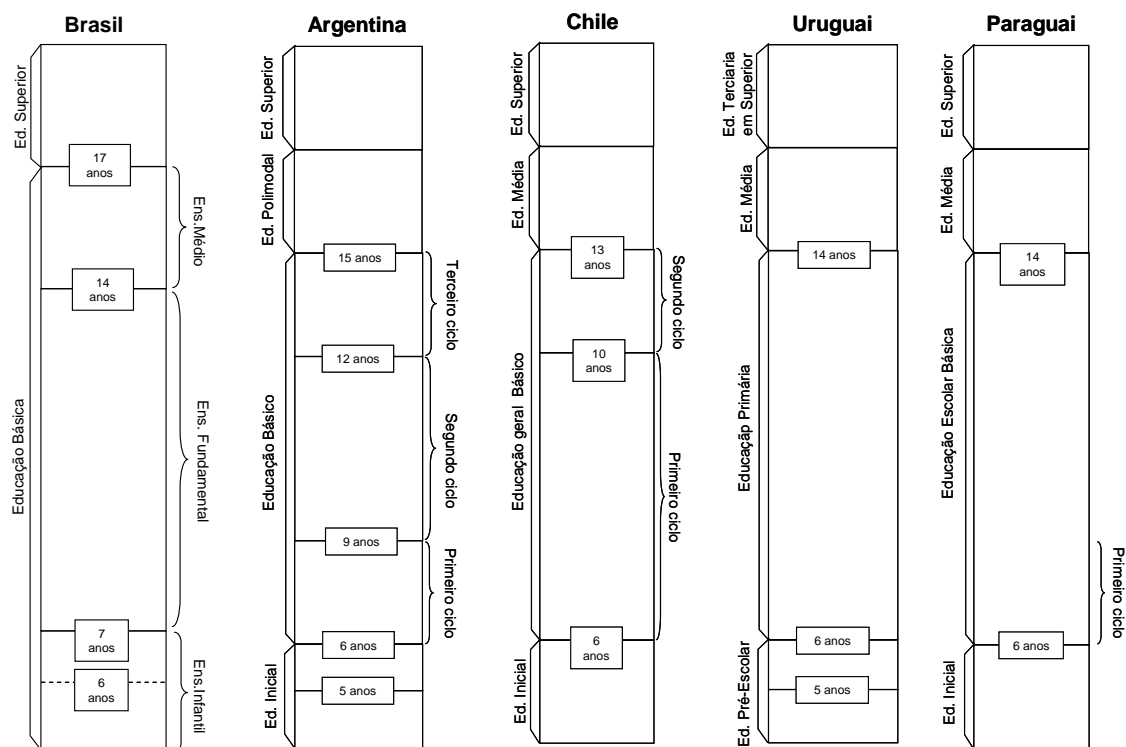 Brasil
Ed. Superior
Educação Básica
17
anos
14
anos
7
anos
6
anos
Ens.Médio
Ens. Fundamental
Ens.Infantil
Argentina
Ed. Superior
Ed. Polimodal
Educação Básico
Ed. Inicial
15 anos
12 anos
9 anos
6 anos
5 anos
Terceiro ciclo
Segundo ciclo
Primeiro ciclo
Chile
Ed. Superior
Ed. Média
Educação geral Básico
Ed. Inicial
13
anos
10
anos
6
anos
Segundo ciclo
Primeiro ciclo
Uruguai
Ed. Terciaria
em Superior
Ed. Média
Educaçãp Primária
Ed. Pré-Escolar
14 anos
6 anos
5 anos
Paraguai
Ed. Superior
Ed. Média
Educação Escolar Básica
Ed. Inicial
14
anos
6 anos
Primeiro ciclo